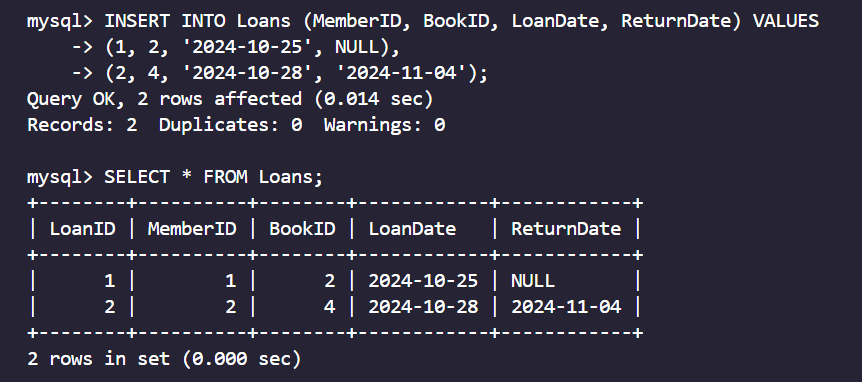 mysql> INSERT INTO Loans (MemberID, BookID, LoanDate, ReturnDate) VALUES
    -> (1, 2, '2024-10-25', NULL),
    -> (2, 4, '2024-10-28', '2024-11-04');
Query OK, 2 rows affected (0.014 sec)
Records: 2  Duplicates: 0  Warnings: 0

mysql> SELECT * FROM Loans;
+--------+----------+--------+------------+------------+
| LoanID | MemberID | BookID | LoanDate   | ReturnDate |
+--------+----------+--------+------------+------------+
|      1 |        1 |      2 | 2024-10-25 | NULL       |
|      2 |        2 |      4 | 2024-10-28 | 2024-11-04 |
+--------+----------+--------+------------+------------+
2 rows in set (0.000 sec)